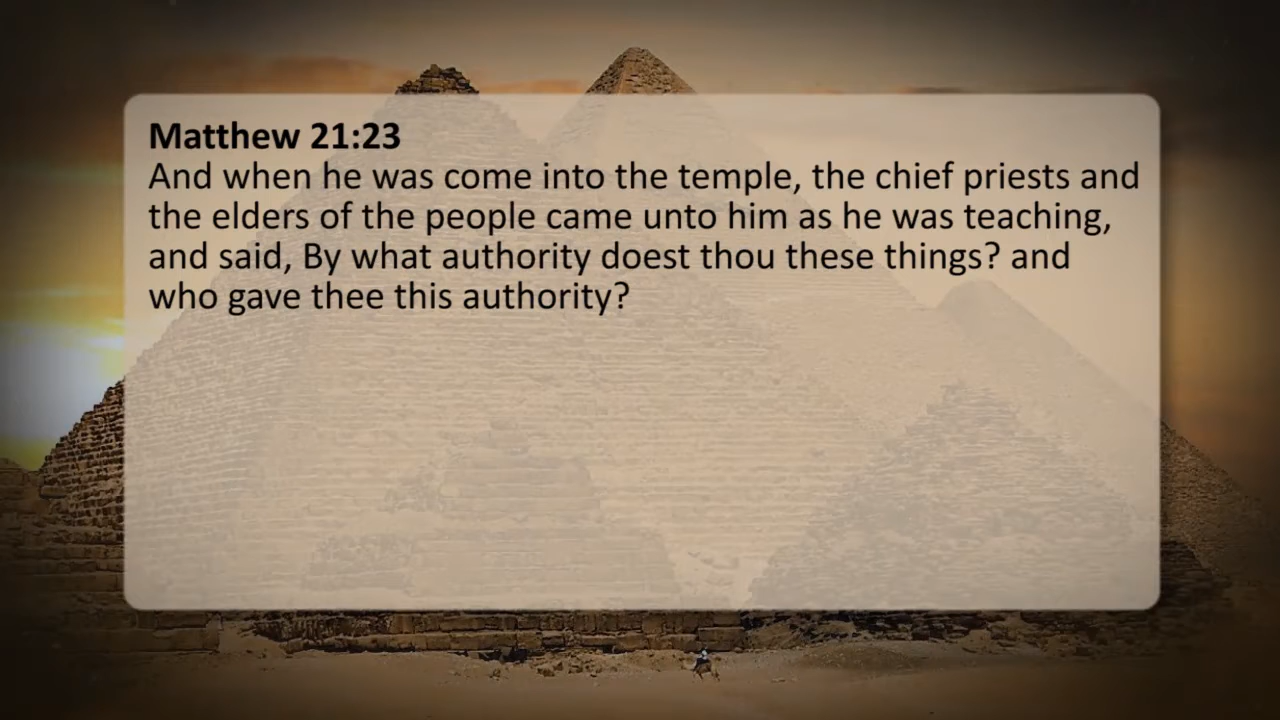 Matthew 21:23
And when he was come into the temple, the chief priests and
the elders of the people came unto him as he was teaching,
and said, By what authority doest thou these things? and
who gave thee this authority?